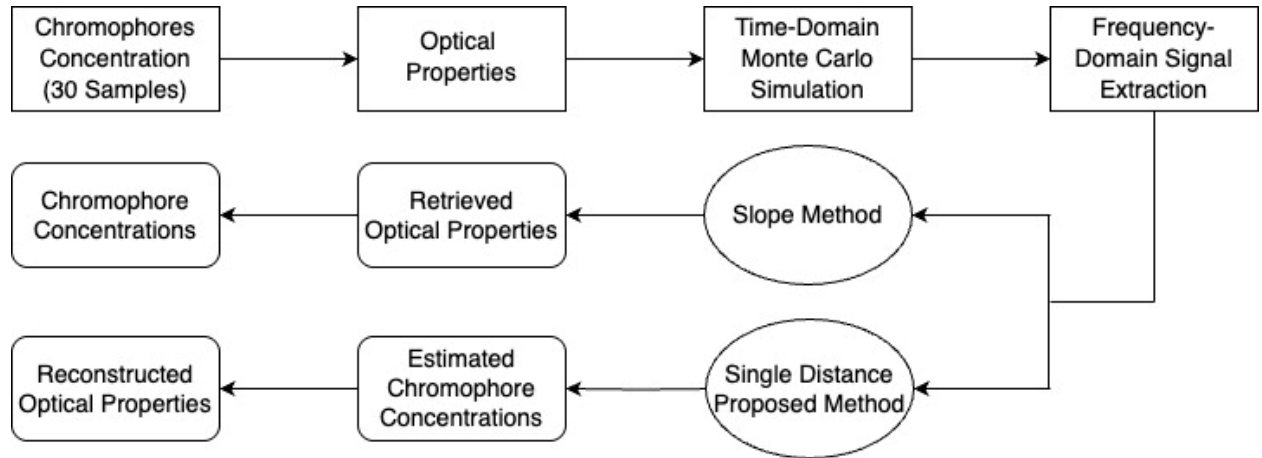 Chromophores
Concentration
(30 Samples)
Optical
Properties
Time-Domain
Monte Carlo
Simulation
Frequency-
Domain Signal
Extraction
Chromophore
Concentrations
Retrieved
Optical Properties
Slope Method
Reconstructed
Optical Properties
Estimated
Chromophore
Concentrations
Single Distance
Proposed Method